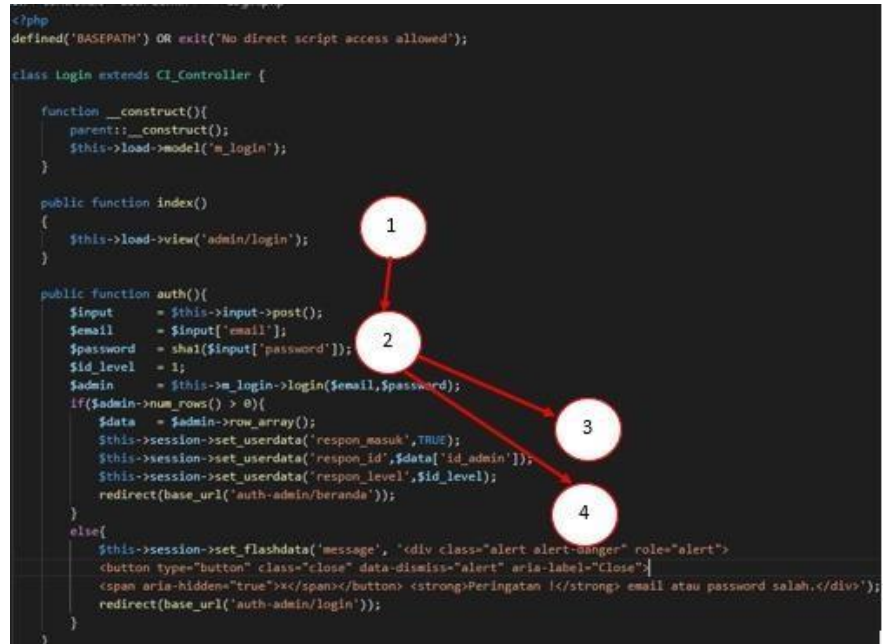 <?php
defined('BASEPATH') OR exit('No direct script access allowed');
class Login extends CI_Controller {
function __construct(){
parent::__construct();
$this->load->model('m_login');
}
public function index()
{
$this->load->view('admin/login');
}
public function auth(){
$input = $this->input->post();
$email = $input['email'];
$password = sha1($input['password']);
$id_level = 1;
$admin = $this->m_login->login($email,$password);
if($admin->num_rows() > 0){
$data = $admin->row_array();
$this->session->set_userdata('respon_masuk',TRUE);
$this->session->set_userdata('respon_id',$data['id_admin']);
$this->session->set_userdata('respon_level',$id_level);
redirect(base_url('auth-admin/beranda'));
}
else{
$this->session->set_flashdata('message', '<div class="alert alert-danger" role="alert">
<button type="button" class="close" data-dismiss="alert" aria-label="Close">
<span aria-hidden="true">×</span></button> <strong>Peringatan !</strong> email atau password salah.</div>');
redirect(base_url('auth-admin/login'));
}
}
1
2
3
4